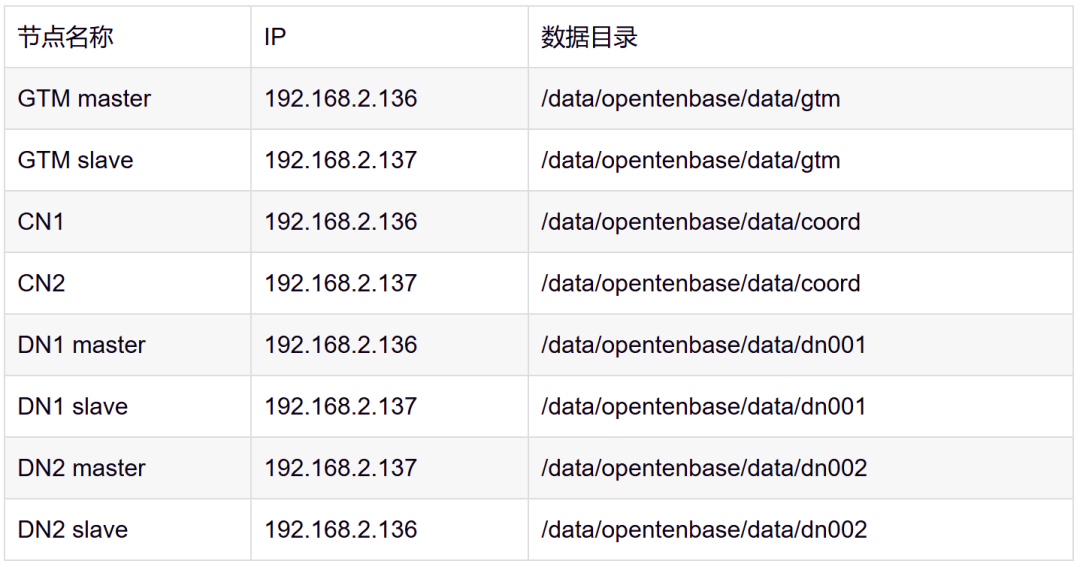 节点名称 IP 数据目录
GTM master 192.168.2.136 /data/opentenbase/data/gtm
GTM slave 192.168.2.137 /data/opentenbase/data/gtm
CN1 192.168.2.136 /data/opentenbase/data/coord
CN2 192.168.2.137 /data/opentenbase/data/coord
DN1 master 192.168.2.136 /data/opentenbase/data/dn001
DN1 slave 192.168.2.137 /data/opentenbase/data/dn001
DN2 master 192.168.2.137 /data/opentenbase/data/dn002
DN2 slave 192.168.2.136 /data/opentenbase/data/dn002